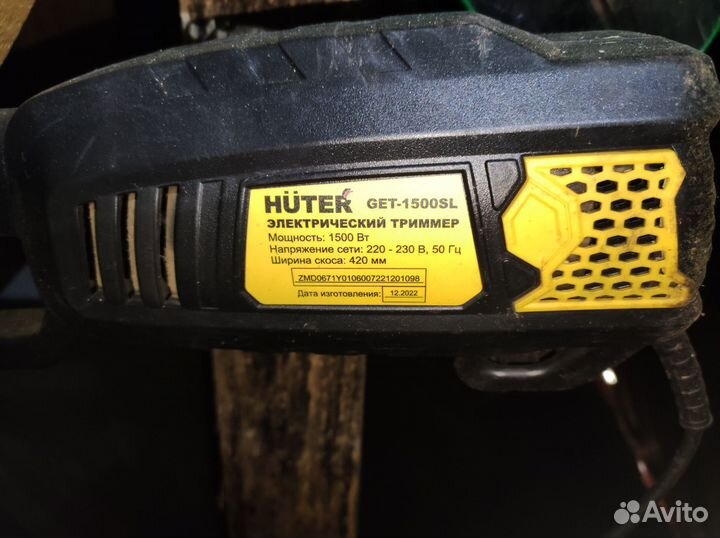 HÜTER GET-1500SL
ЭЛЕКТРИЧЕСКИЙ ТРИММЕР
Мощность: 1500 Вт
Напряжение сети: 220 - 230 В, 50 Гц
Ширина скоса: 420 мм
ZMD0671Y0106007221201098
Дата изготовления: 12.2022
Avito